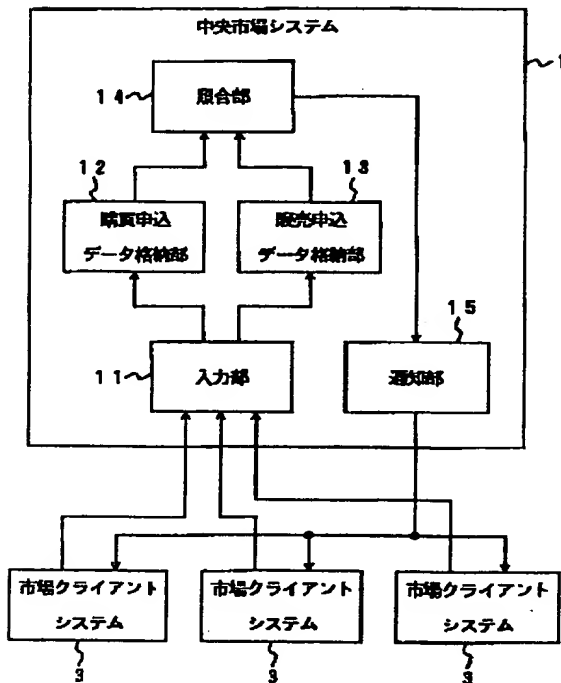 中央市場システム
1
14
照合部
12
13
購買申込
データ格納部
販売申込
データ格納部
15
11
入力部
通知部
市場クライアント
システム
市場クライアント
システム
市場クライアント
システム
3
3
3